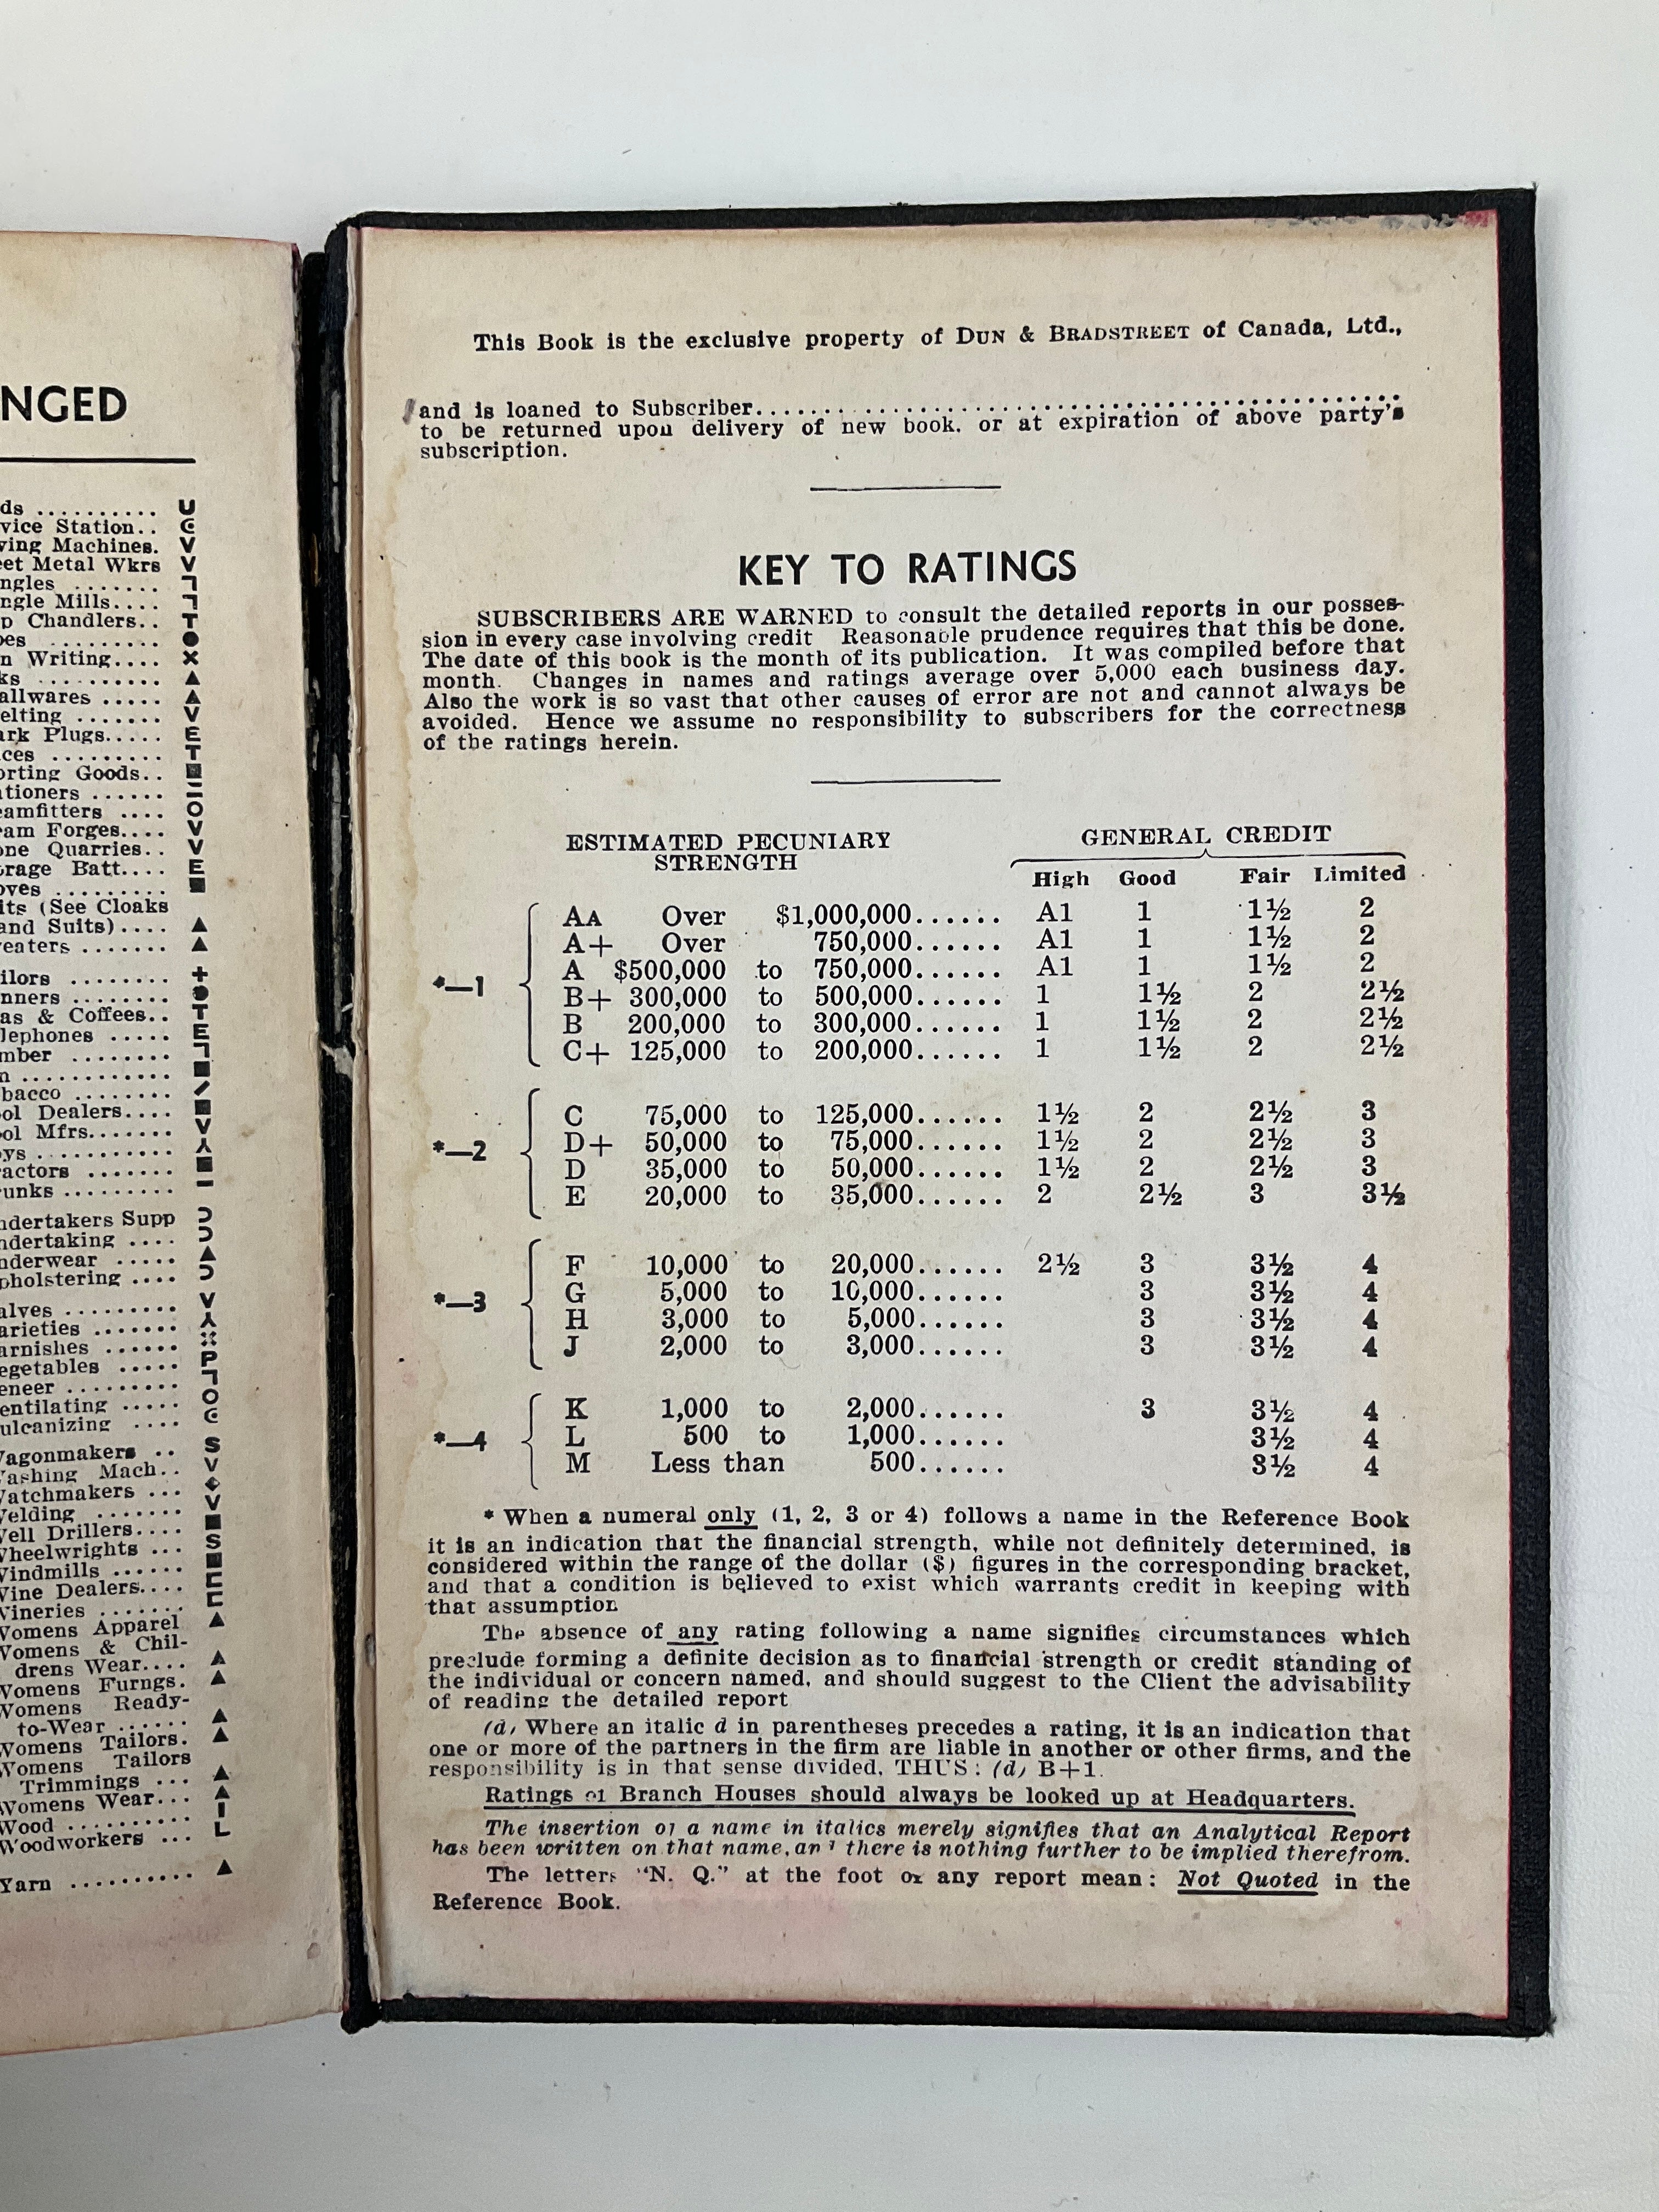 NGED
ds .......... U
vice Station..
ving Machines. V
eet Metal Wkrs V
ngles .......
ngle Mills....
p Chandlers.. T
oes ......... ●
n Writing.... ×
ks .......... ▲
allwares ..... ▲
elting ....... V
ark Plugs..... E
ces ......... T
orting Goods.. ■
ationers ......
eamfitters .... O
eam Forges.... V
one Quarries.. V
orage Batt.... E
oves ......... ■
its (See Cloaks
and Suits).... ▲
eaters ....... ▲
ilors ........ +
nners ........ ●
as & Coffees.. T
lephones ..... E
mber ........
n ............ ■
bacco ........
ol Dealers.... ■
ol Mfrs....... V
oys ...........
actors ....... ■
runks ......... –
ndertakers Supp
ndertaking ....
nderwear ..... ▲
pholstering ....
alves ......... V
arieties .......
arnishes ......
egetables ..... P
eneer .........
entilating ..... O
ulcanizing ....
Wagonmakers .. S
Washing Mach.. V
Watchmakers ...
Welding ....... V
Well Drillers.... ■
Wheelwrights ... S
Windmills ...... ■
Wine Dealers....
Wineries .......
Womens Apparel ▲
Womens & Chil-
drens Wear.... ▲
Womens Furngs. ▲
Womens Ready-
to-Wear ...... ▲
Womens Tailors. ▲
Womens Tailors
Trimmings ... ▲
Womens Wear... ▲
Wood .......... I
Woodworkers ... L
Yarn .......... ▲
This Book is the exclusive property of DUN & BRADSTREET of Canada, Ltd.,
and is loaned to Subscriber..................................................
to be returned upon delivery of new book. or at expiration of above party's
subscription.
KEY TO RATINGS
SUBSCRIBERS ARE WARNED to consult the detailed reports in our posses-
sion in every case involving credit Reasonable prudence requires that this be done.
The date of this book is the month of its publication. It was compiled before that
month. Changes in names and ratings average over 5,000 each business day.
Also the work is so vast that other causes of error are not and cannot always be
avoided. Hence we assume no responsibility to subscribers for the correctness
of the ratings herein.
ESTIMATED PECUNIARY STRENGTH GENERAL CREDIT
High Good Fair Limited
*—1
AA Over $1,000,000...... A1 1 1½ 2
A+ Over 750,000...... A1 1 1½ 2
A $500,000 to 750,000...... A1 1 1½ 2
B+ 300,000 to 500,000...... 1 1½ 2 2½
B 200,000 to 300,000...... 1 1½ 2 2½
C+ 125,000 to 200,000...... 1 1½ 2 2½
*—2
C 75,000 to 125,000...... 1½ 2 2½ 3
D+ 50,000 to 75,000...... 1½ 2 2½ 3
D 35,000 to 50,000...... 1½ 2 2½ 3
E 20,000 to 35,000...... 2 2½ 3 3½
*—3
F 10,000 to 20,000...... 2½ 3 3½ 4
G 5,000 to 10,000...... 3 3½ 4
H 3,000 to 5,000...... 3 3½ 4
J 2,000 to 3,000...... 3 3½ 4
*—4
K 1,000 to 2,000...... 3 3½ 4
L 500 to 1,000...... 3½ 4
M Less than 500...... 3½ 4
* When a numeral only (1, 2, 3 or 4) follows a name in the Reference Book
it is an indication that the financial strength, while not definitely determined, is
considered within the range of the dollar ($) figures in the corresponding bracket,
and that a condition is believed to exist which warrants credit in keeping with
that assumption
The absence of any rating following a name signifies circumstances which
preclude forming a definite decision as to financial strength or credit standing of
the individual or concern named, and should suggest to the Client the advisability
of reading the detailed report
(d) Where an italic d in parentheses precedes a rating, it is an indication that
one or more of the partners in the firm are liable in another or other firms, and the
responsibility is in that sense divided, THUS: (d) B+1.
Ratings of Branch Houses should always be looked up at Headquarters.
The insertion of a name in italics merely signifies that an Analytical Report
has been written on that name, and there is nothing further to be implied therefrom.
The letters "N. Q." at the foot of any report mean: Not Quoted in the
Reference Book.